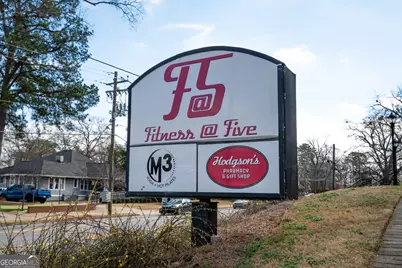 F@5
Fitness @ Five
M3
Hodgson's
PHARMACY
& GIFT SHOP
GEORGIA